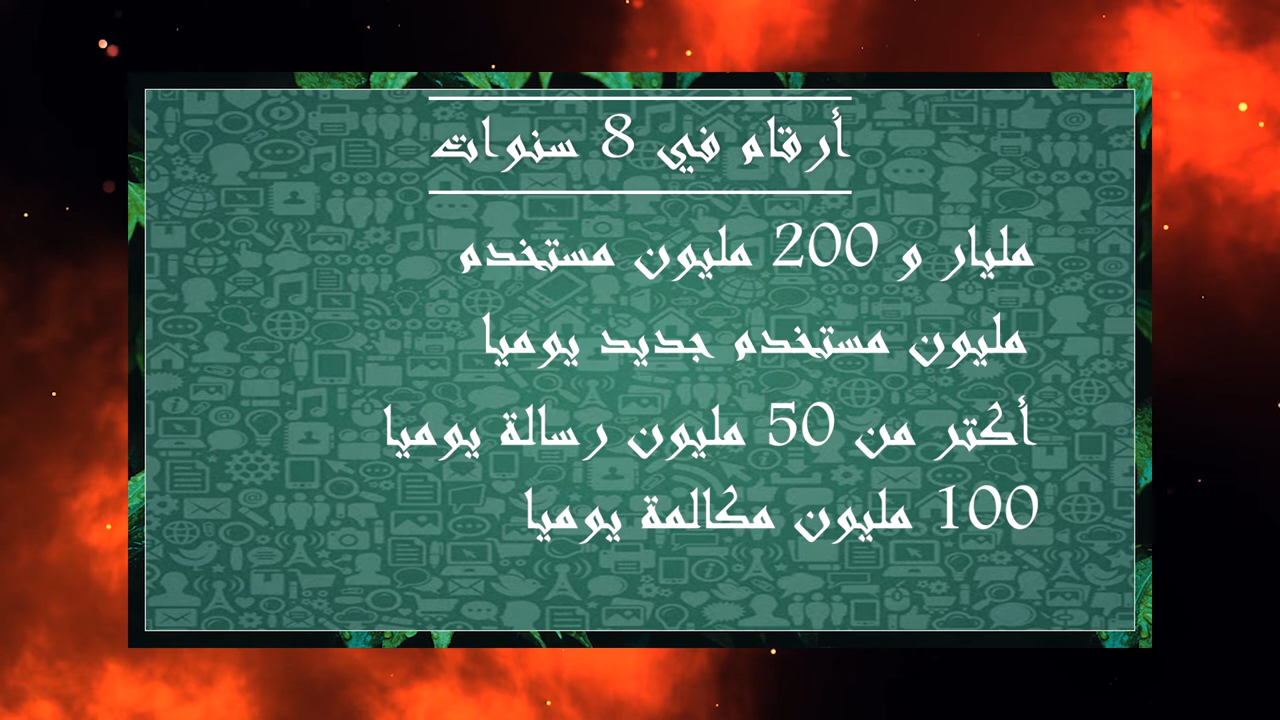 أرقام في 8 سنوات
مليار و 200 مليون مستخدم
مليون مستخدم جديد يوميا
أكتر من 50 مليون رسالة يوميا
100 مليون مكالمة يوميا